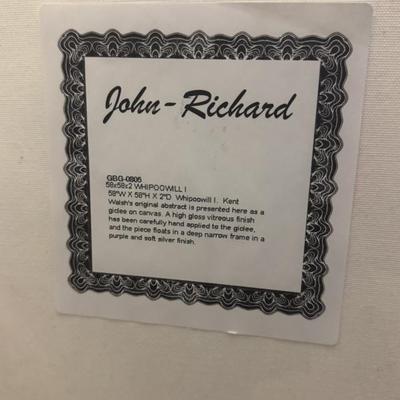 John-Richard
GBG-0805
58x58x2 WHIPOOWILL I
58"W X 58"H X 2"D Whipoowill I. Kent
Walsh's original abstract is presented here as a
giclee on canvas. A high gloss vitreous finish
has been carefully hand applied to the giclee,
and the piece floats in a deep narrow frame in a
purple and soft silver finish.